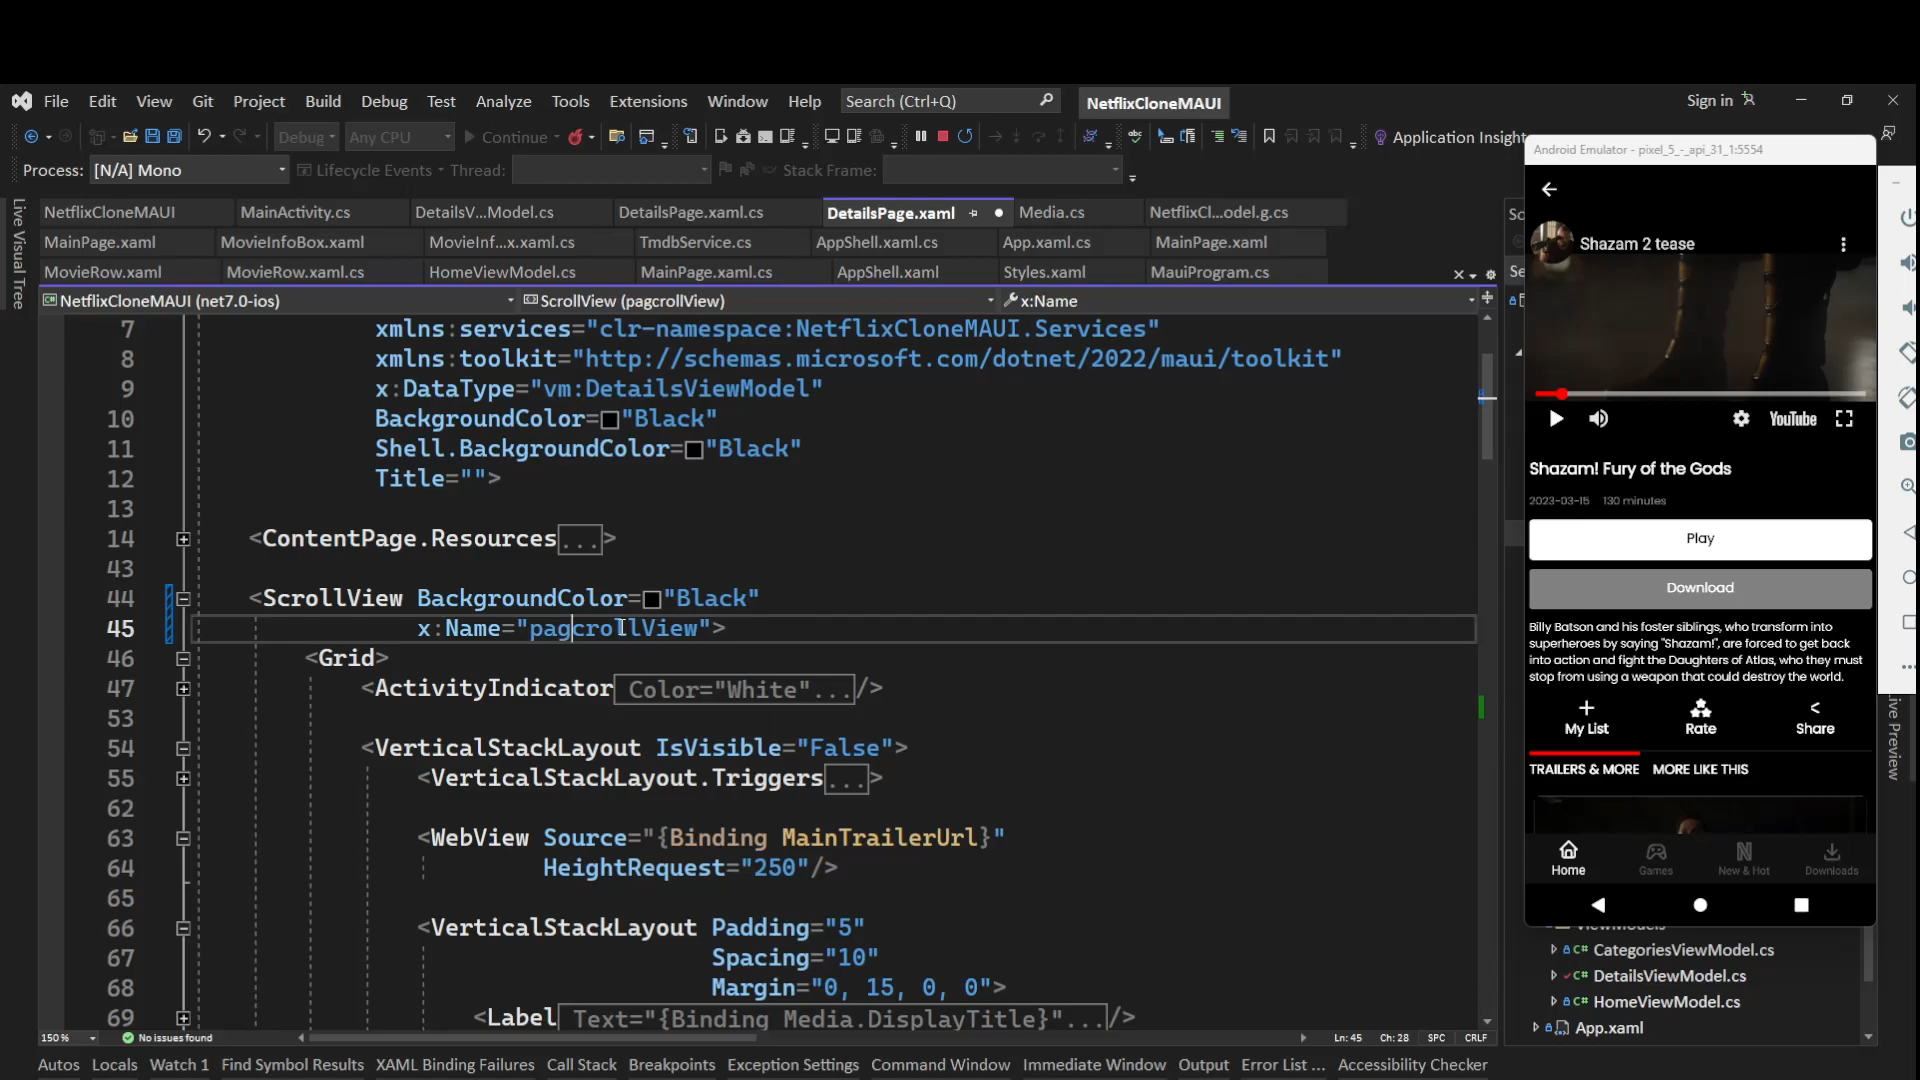 File Edit View Git Project Build Debug Test Analyze Tools Extensions Window Help Search (Ctrl+Q) NetflixCloneMAUI Sign in
Debug Any CPU Continue Application Insight
Process: [N/A] Mono Lifecycle Events Thread: Stack Frame:
Live Visual Tree
NetflixCloneMAUI MainActivity.cs DetailsV...Model.cs DetailsPage.xaml.cs DetailsPage.xaml Media.cs NetflixCl...odel.g.cs
MainPage.xaml MovieInfoBox.xaml MovieInf...x.xaml.cs TmdbService.cs AppShell.xaml.cs App.xaml.cs MainPage.xaml
MovieRow.xaml MovieRow.xaml.cs HomeViewModel.cs MainPage.xaml.cs AppShell.xaml Styles.xaml MauiProgram.cs
NetflixCloneMAUI (net7.0-ios) ScrollView (pagcrollView) x:Name
7 xmlns:services="clr-namespace:NetflixCloneMAUI.Services"
8 xmlns:toolkit="http://schemas.microsoft.com/dotnet/2022/maui/toolkit"
9 x:DataType="vm:DetailsViewModel"
10 BackgroundColor="Black"
11 Shell.BackgroundColor="Black"
12 Title="">
13
14 <ContentPage.Resources...>
43
44 <ScrollView BackgroundColor="Black"
45 x:Name="pagcrollView">
46 <Grid>
47 <ActivityIndicator Color="White".../>
53
54 <VerticalStackLayout IsVisible="False">
55 <VerticalStackLayout.Triggers...>
62
63 <WebView Source="{Binding MainTrailerUrl}"
64 HeightRequest="250"/>
65
66 <VerticalStackLayout Padding="5"
67 Spacing="10"
68 Margin="0, 15, 0, 0">
69 <Label Text="{Binding Media.DisplayTitle}".../>
150 % No issues found Ln: 45 Ch: 28 SPC CRLF
Autos Locals Watch 1 Find Symbol Results XAML Binding Failures Call Stack Breakpoints Exception Settings Command Window Immediate Window Output Error List ... Accessibility Checker
Android Emulator - pixel_5_-_api_31_1:5554
Shazam 2 tease
YouTube
Shazam! Fury of the Gods
2023-03-15 130 minutes
Play
Download
Billy Batson and his foster siblings, who transform into
superheroes by saying "Shazam!", are forced to get back
into action and fight the Daughters of Atlas, who they must
stop from using a weapon that could destroy the world.
My List Rate Share
TRAILERS & MORE MORE LIKE THIS
Home Games New & Hot Downloads
CategoriesViewModel.cs
DetailsViewModel.cs
HomeViewModel.cs
App.xaml